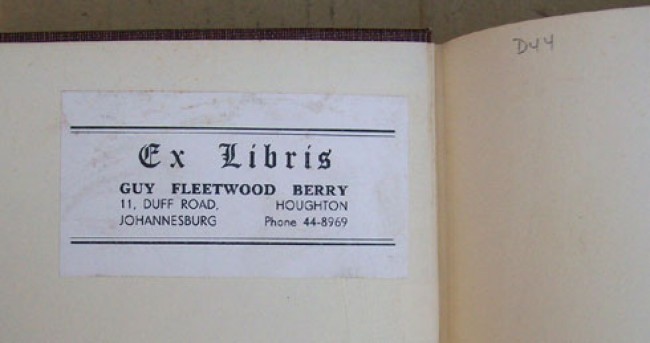 D44
Ex Libris
GUY FLEETWOOD BERRY
11, DUFF ROAD, HOUGHTON
JOHANNESBURG Phone 44-8969